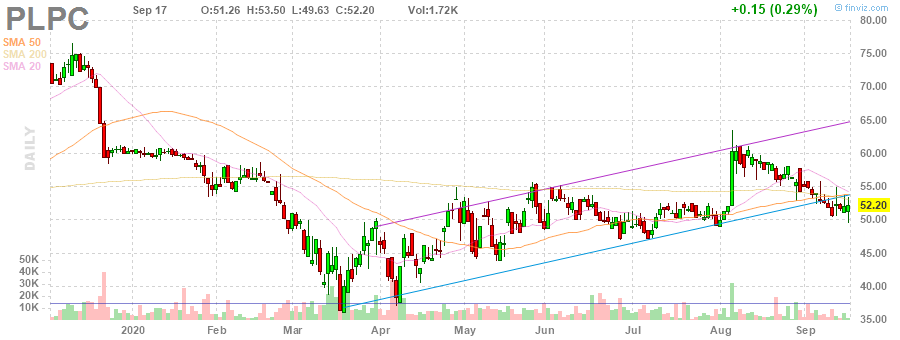 PLPC Sep 17 O:51.26 H:53.50 L:49.63 C:52.20 Vol:1.72K +0.15 (0.29%) finviz.com
SMA 50
SMA 200
SMA 20
DAILY
80.00
75.00
70.00
65.00
60.00
55.00
52.20
50.00
45.00
40.00
35.00
50K
40K
30K
20K
10K
2020 Feb Mar Apr May Jun Jul Aug Sep